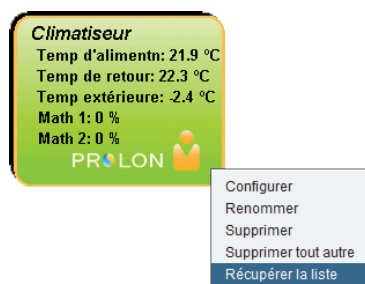 Climatiseur
Temp d'alimentn: 21.9 °C
Temp de retour: 22.3 °C
Temp extérieure: -2.4 °C
Math 1: 0 %
Math 2: 0 %
PROLON
Configurer
Renommer
Supprimer
Supprimer tout autre
Récupérer la liste